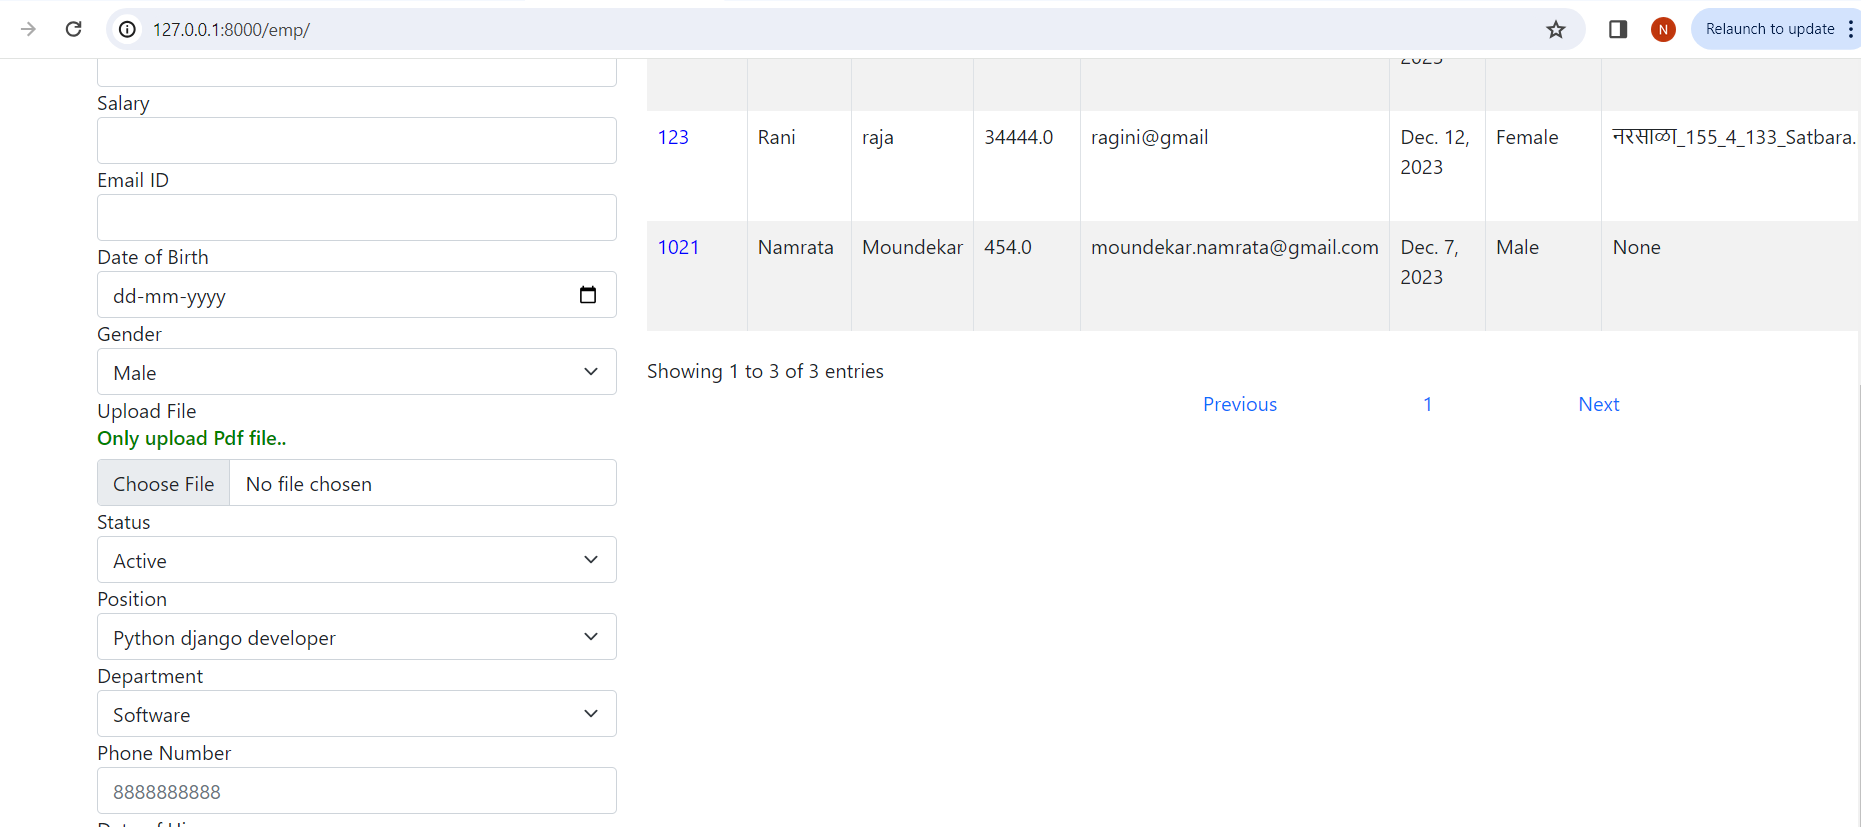 127.0.0.1:8000/emp/
N
Relaunch to update
Salary
Email ID
Date of Birth
dd-mm-yyyy
Gender
Male
Upload File
Only upload Pdf file..
Choose File No file chosen
Status
Active
Position
Python django developer
Department
Software
Phone Number
8888888888
2023
123 Rani raja 34444.0 ragini@gmail Dec. 12, Female नरसाळा_155_4_133_Satbara.
2023
1021 Namrata Moundekar 454.0 moundekar.namrata@gmail.com Dec. 7, Male None
2023
Showing 1 to 3 of 3 entries
Previous 1 Next